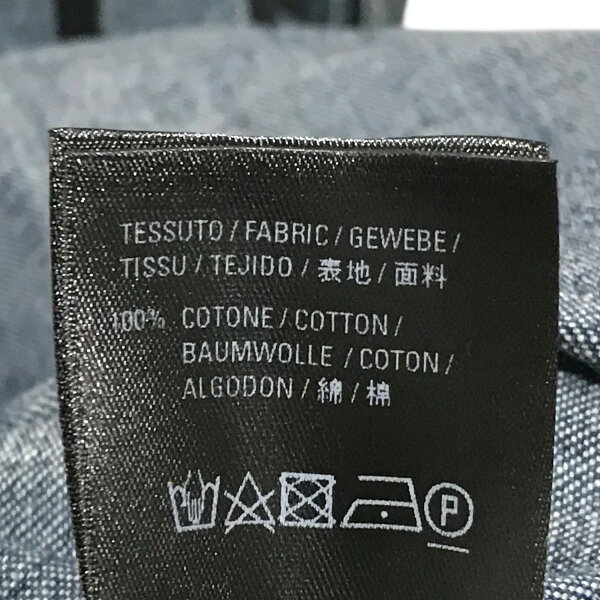 TESSUTO / FABRIC / GEWEBE /
TISSU / TEJIDO / 表地 / 面料
100% COTONE / COTTON /
BAUMWOLLE / COTON /
ALGODON / 綿 / 棉
P